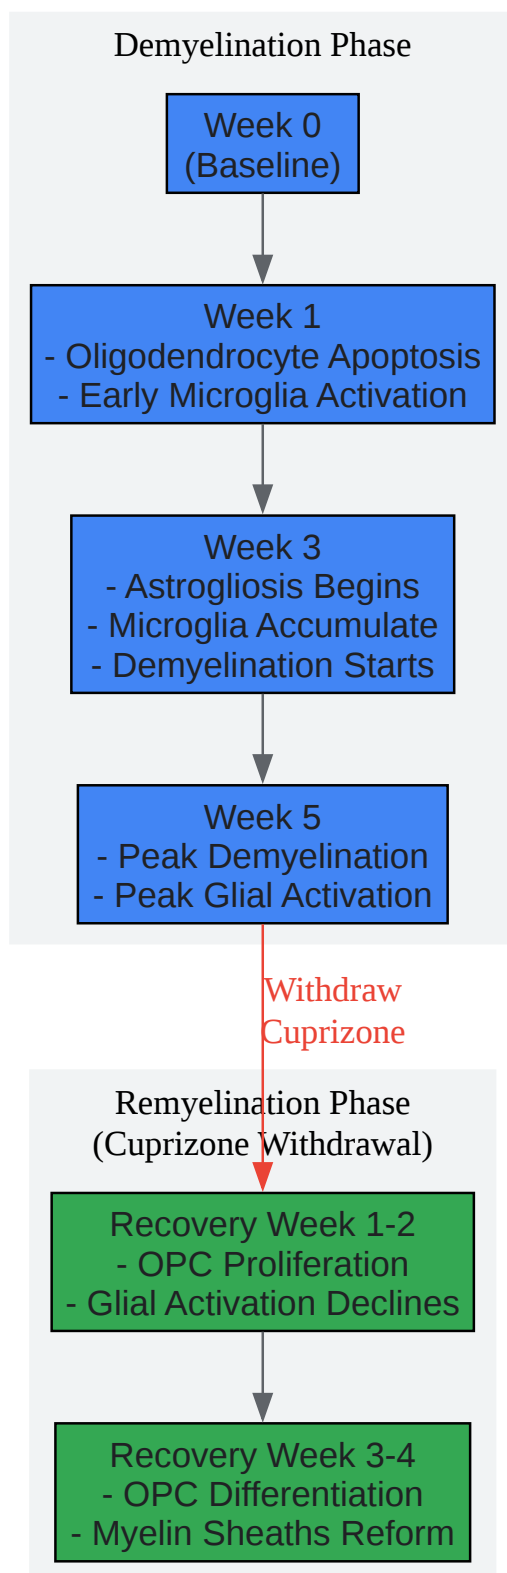 Demyelination Phase
Week 0
(Baseline)
Week 1
- Oligodendrocyte Apoptosis
- Early Microglia Activation
Week 3
- Astrogliosis Begins
- Microglia Accumulate
- Demyelination Starts
Week 5
- Peak Demyelination
- Peak Glial Activation
Withdraw
Cuprizone
Remyelination Phase
(Cuprizone Withdrawal)
Recovery Week 1-2
- OPC Proliferation
- Glial Activation Declines
Recovery Week 3-4
- OPC Differentiation
- Myelin Sheaths Reform